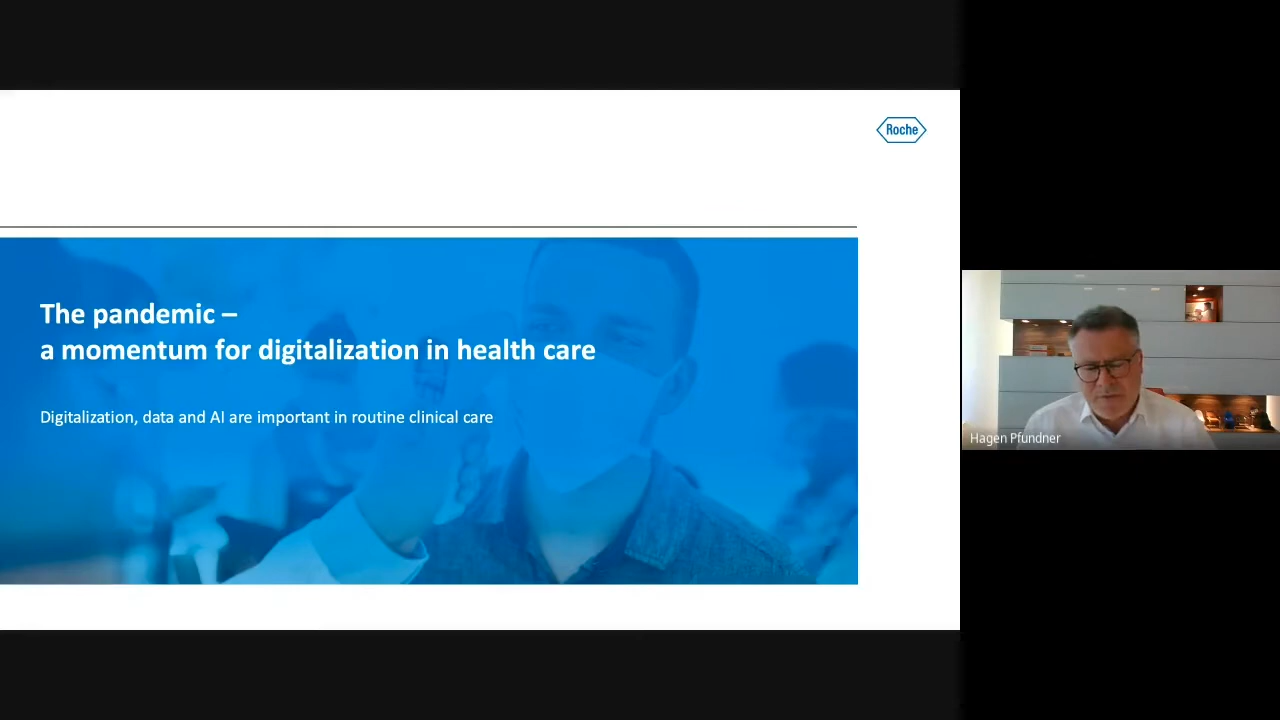 Roche
The pandemic –
a momentum for digitalization in health care
Digitalization, data and AI are important in routine clinical care
Hagen Pfundner